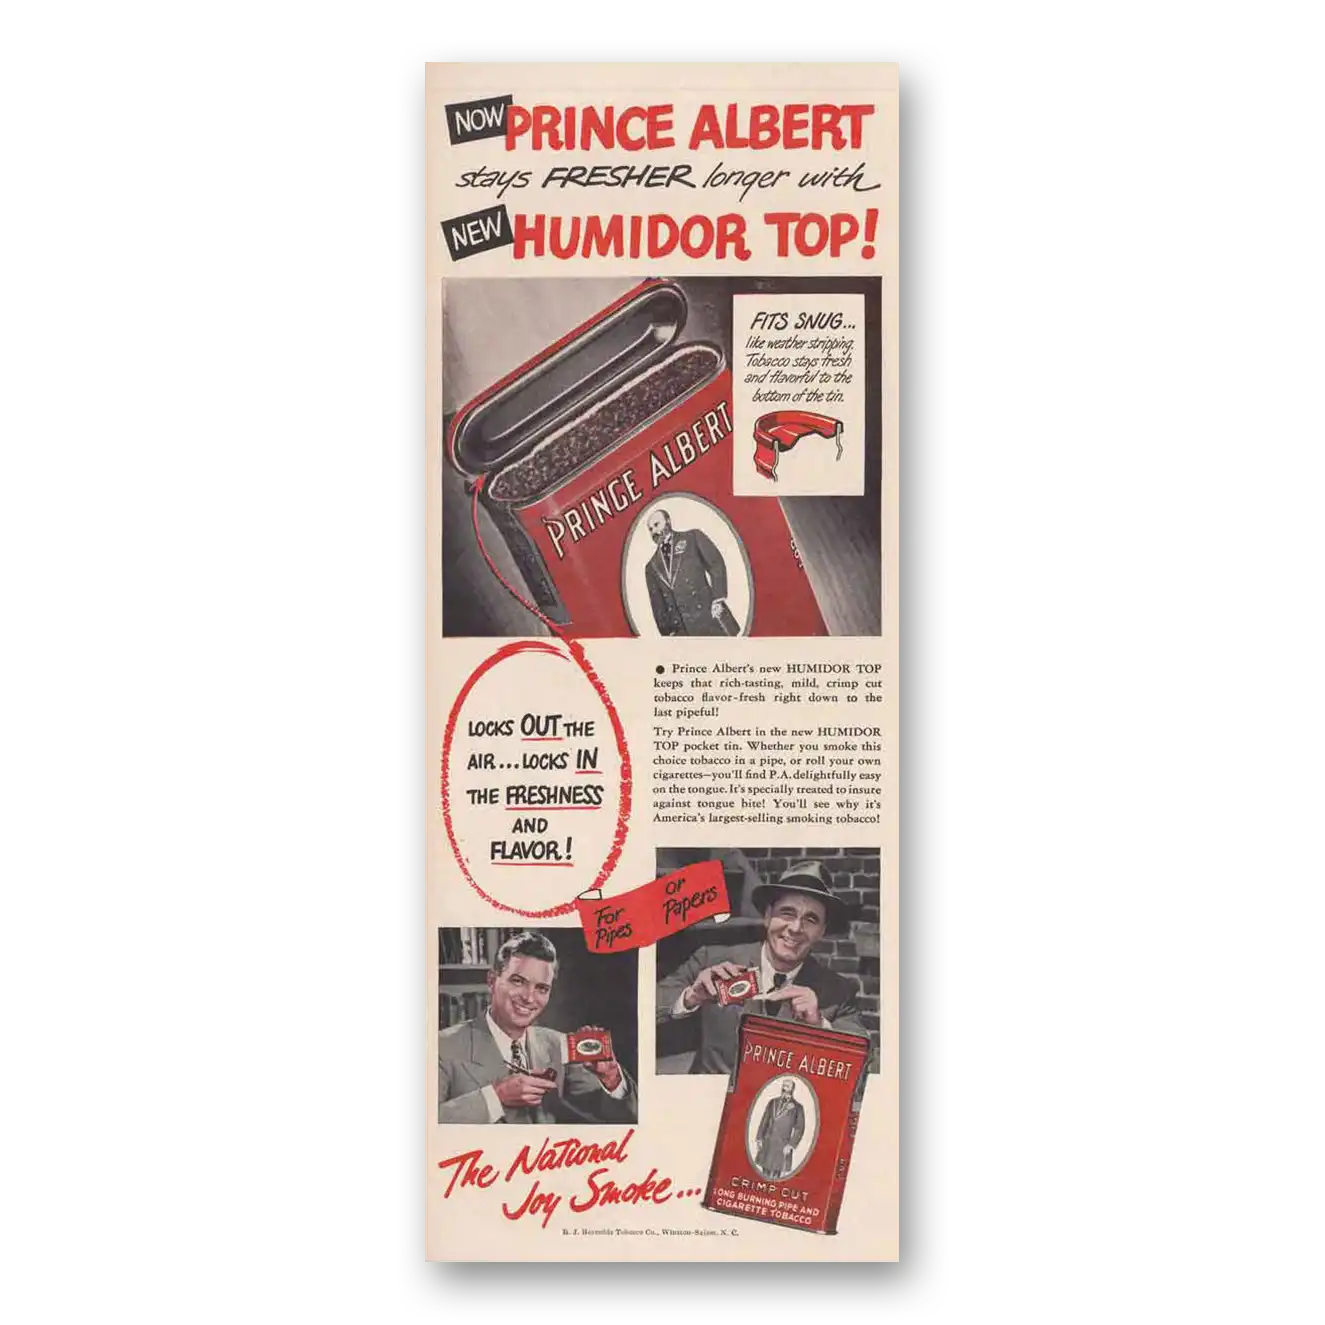 NOW PRINCE ALBERT
stays FRESHER longer with
NEW HUMIDOR TOP!
FITS SNUG...
like weather stripping.
Tobacco stays fresh
and flavorful to the
bottom of the tin.
PRINCE ALBERT
LOCKS OUT THE
AIR...LOCKS IN
THE FRESHNESS
AND
FLAVOR!
● Prince Albert's new HUMIDOR TOP
keeps that rich-tasting, mild, crimp cut
tobacco flavor-fresh right down to the
last pipeful!
Try Prince Albert in the new HUMIDOR
TOP pocket tin. Whether you smoke this
choice tobacco in a pipe, or roll your own
cigarettes—you'll find P.A. delightfully easy
on the tongue. It's specially treated to insure
against tongue bite! You'll see why it's
America's largest-selling smoking tobacco!
For
Pipes
or
Papers
PRINCE ALBERT
CRIMP CUT
LONG BURNING PIPE AND
CIGARETTE TOBACCO
The National
Joy Smoke...
R. J. Reynolds Tobacco Co., Winston-Salem, N. C.